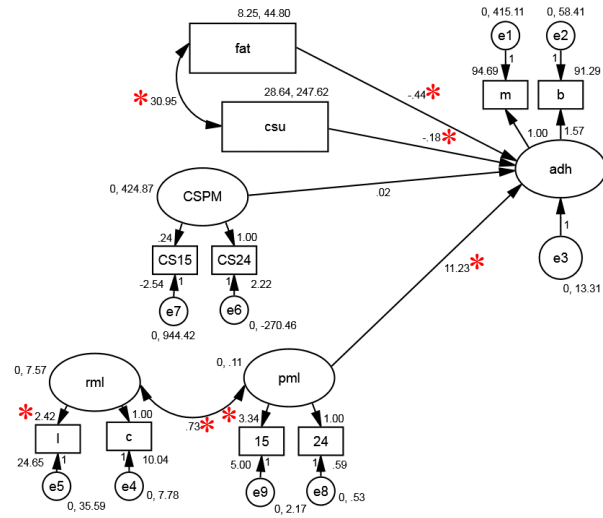 8.25, 44.80
fat
0, 415.11
e1
0, 58.41
e2
1
1
94.69
m
b
91.29
* 30.95
28.64, 247.62
csu
-.44*
-.18*
1.00
1.57
adh
0, 424.87
CSPM
.02
.24
1.00
CS15
CS24
-2.54
1
1
2.22
e7
e6
0, 944.42
0, -270.46
1
e3
0, 13.31
11.23*
0, 7.57
rml
0, .11
pml
* 2.42
1.00
.73*
* 3.34
1.00
l
c
15
24
24.65
1
1
10.04
5.00
1
1
.59
e5
e4
e9
e8
0, 35.59
0, 7.78
0, 2.17
0, .53